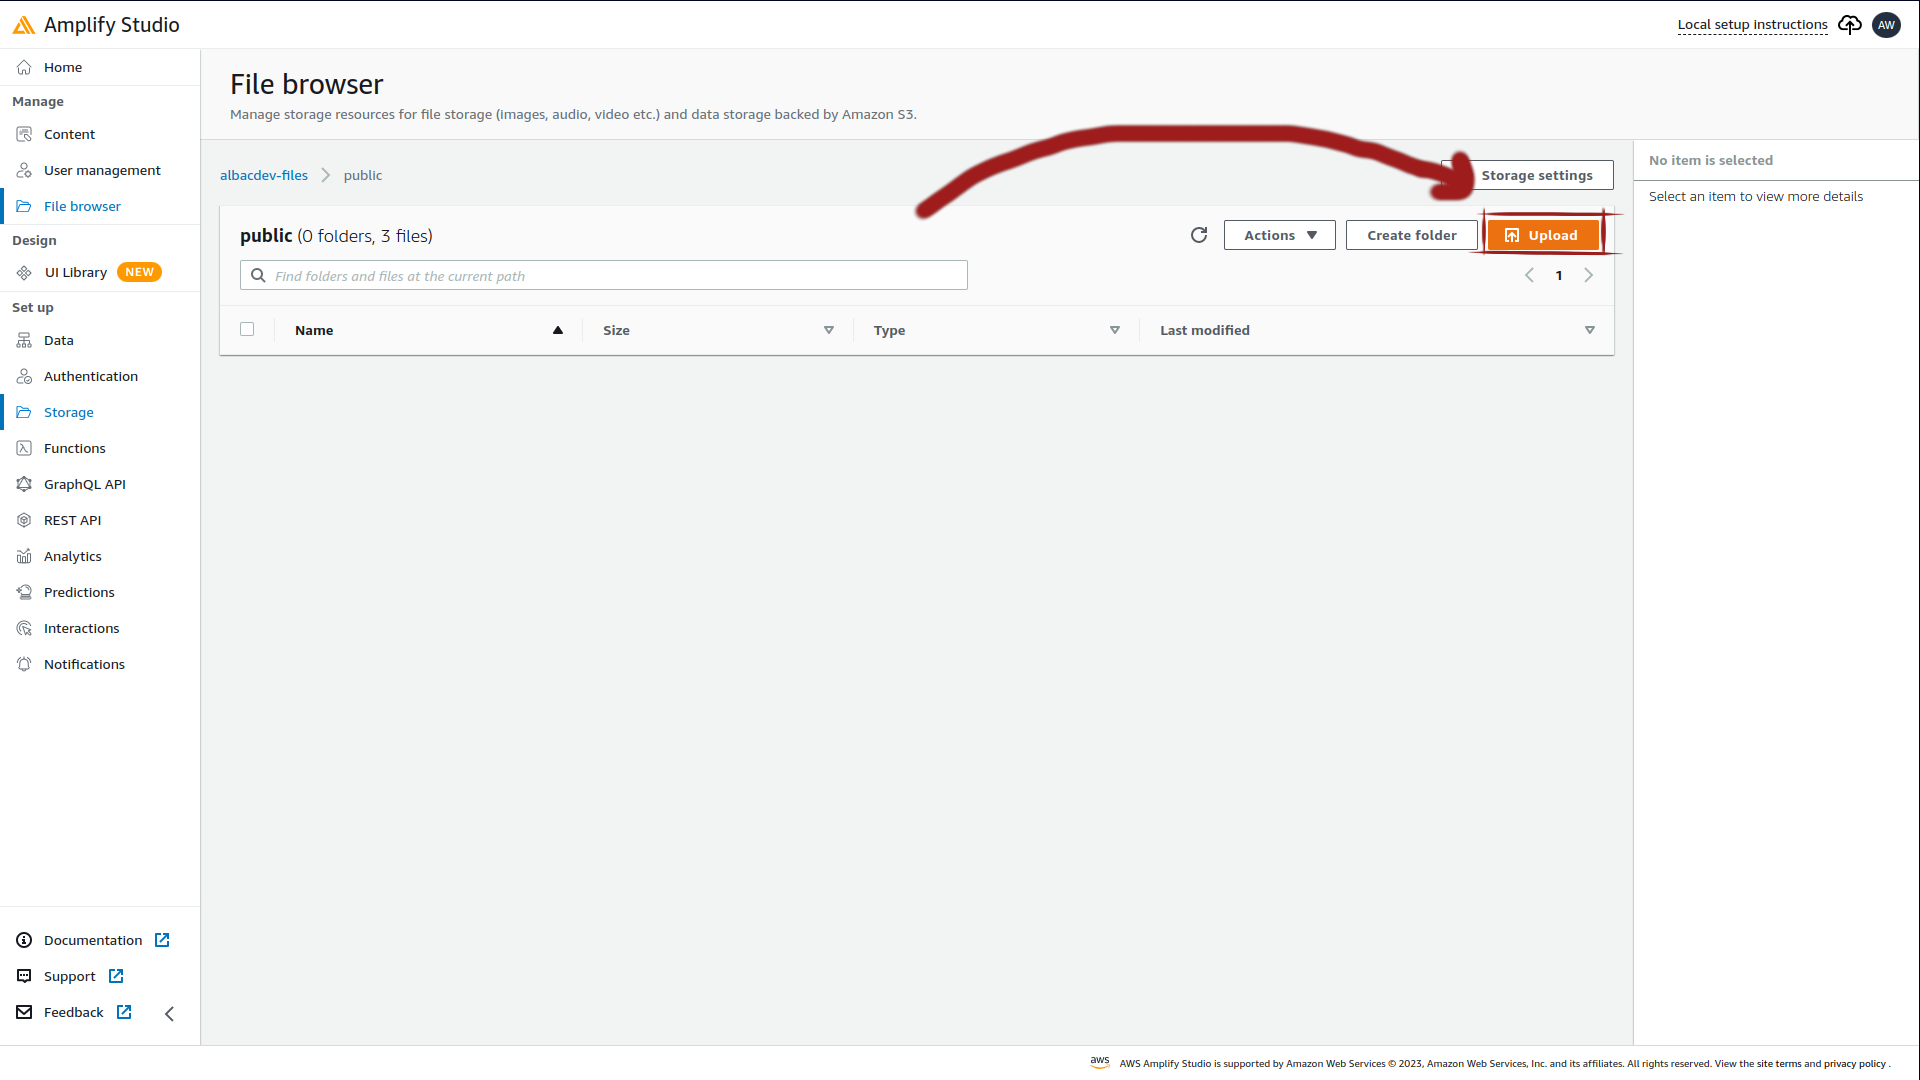 Amplify Studio
Local setup instructions
AW
Home
Manage
Content
User management
File browser
Design
UI Library NEW
Set up
Data
Authentication
Storage
Functions
GraphQL API
REST API
Analytics
Predictions
Interactions
Notifications
Documentation
Support
Feedback
File browser
Manage storage resources for file storage (images, audio, video etc.) and data storage backed by Amazon S3.
albacdev-files
public
Storage settings
public (0 folders, 3 files)
Actions
Create folder
Upload
Find folders and files at the current path
1
Name
Size
Type
Last modified
No item is selected
Select an item to view more details
aws
AWS Amplify Studio is supported by Amazon Web Services © 2023, Amazon Web Services, Inc. and its affiliates. All rights reserved. View the site terms and privacy policy .